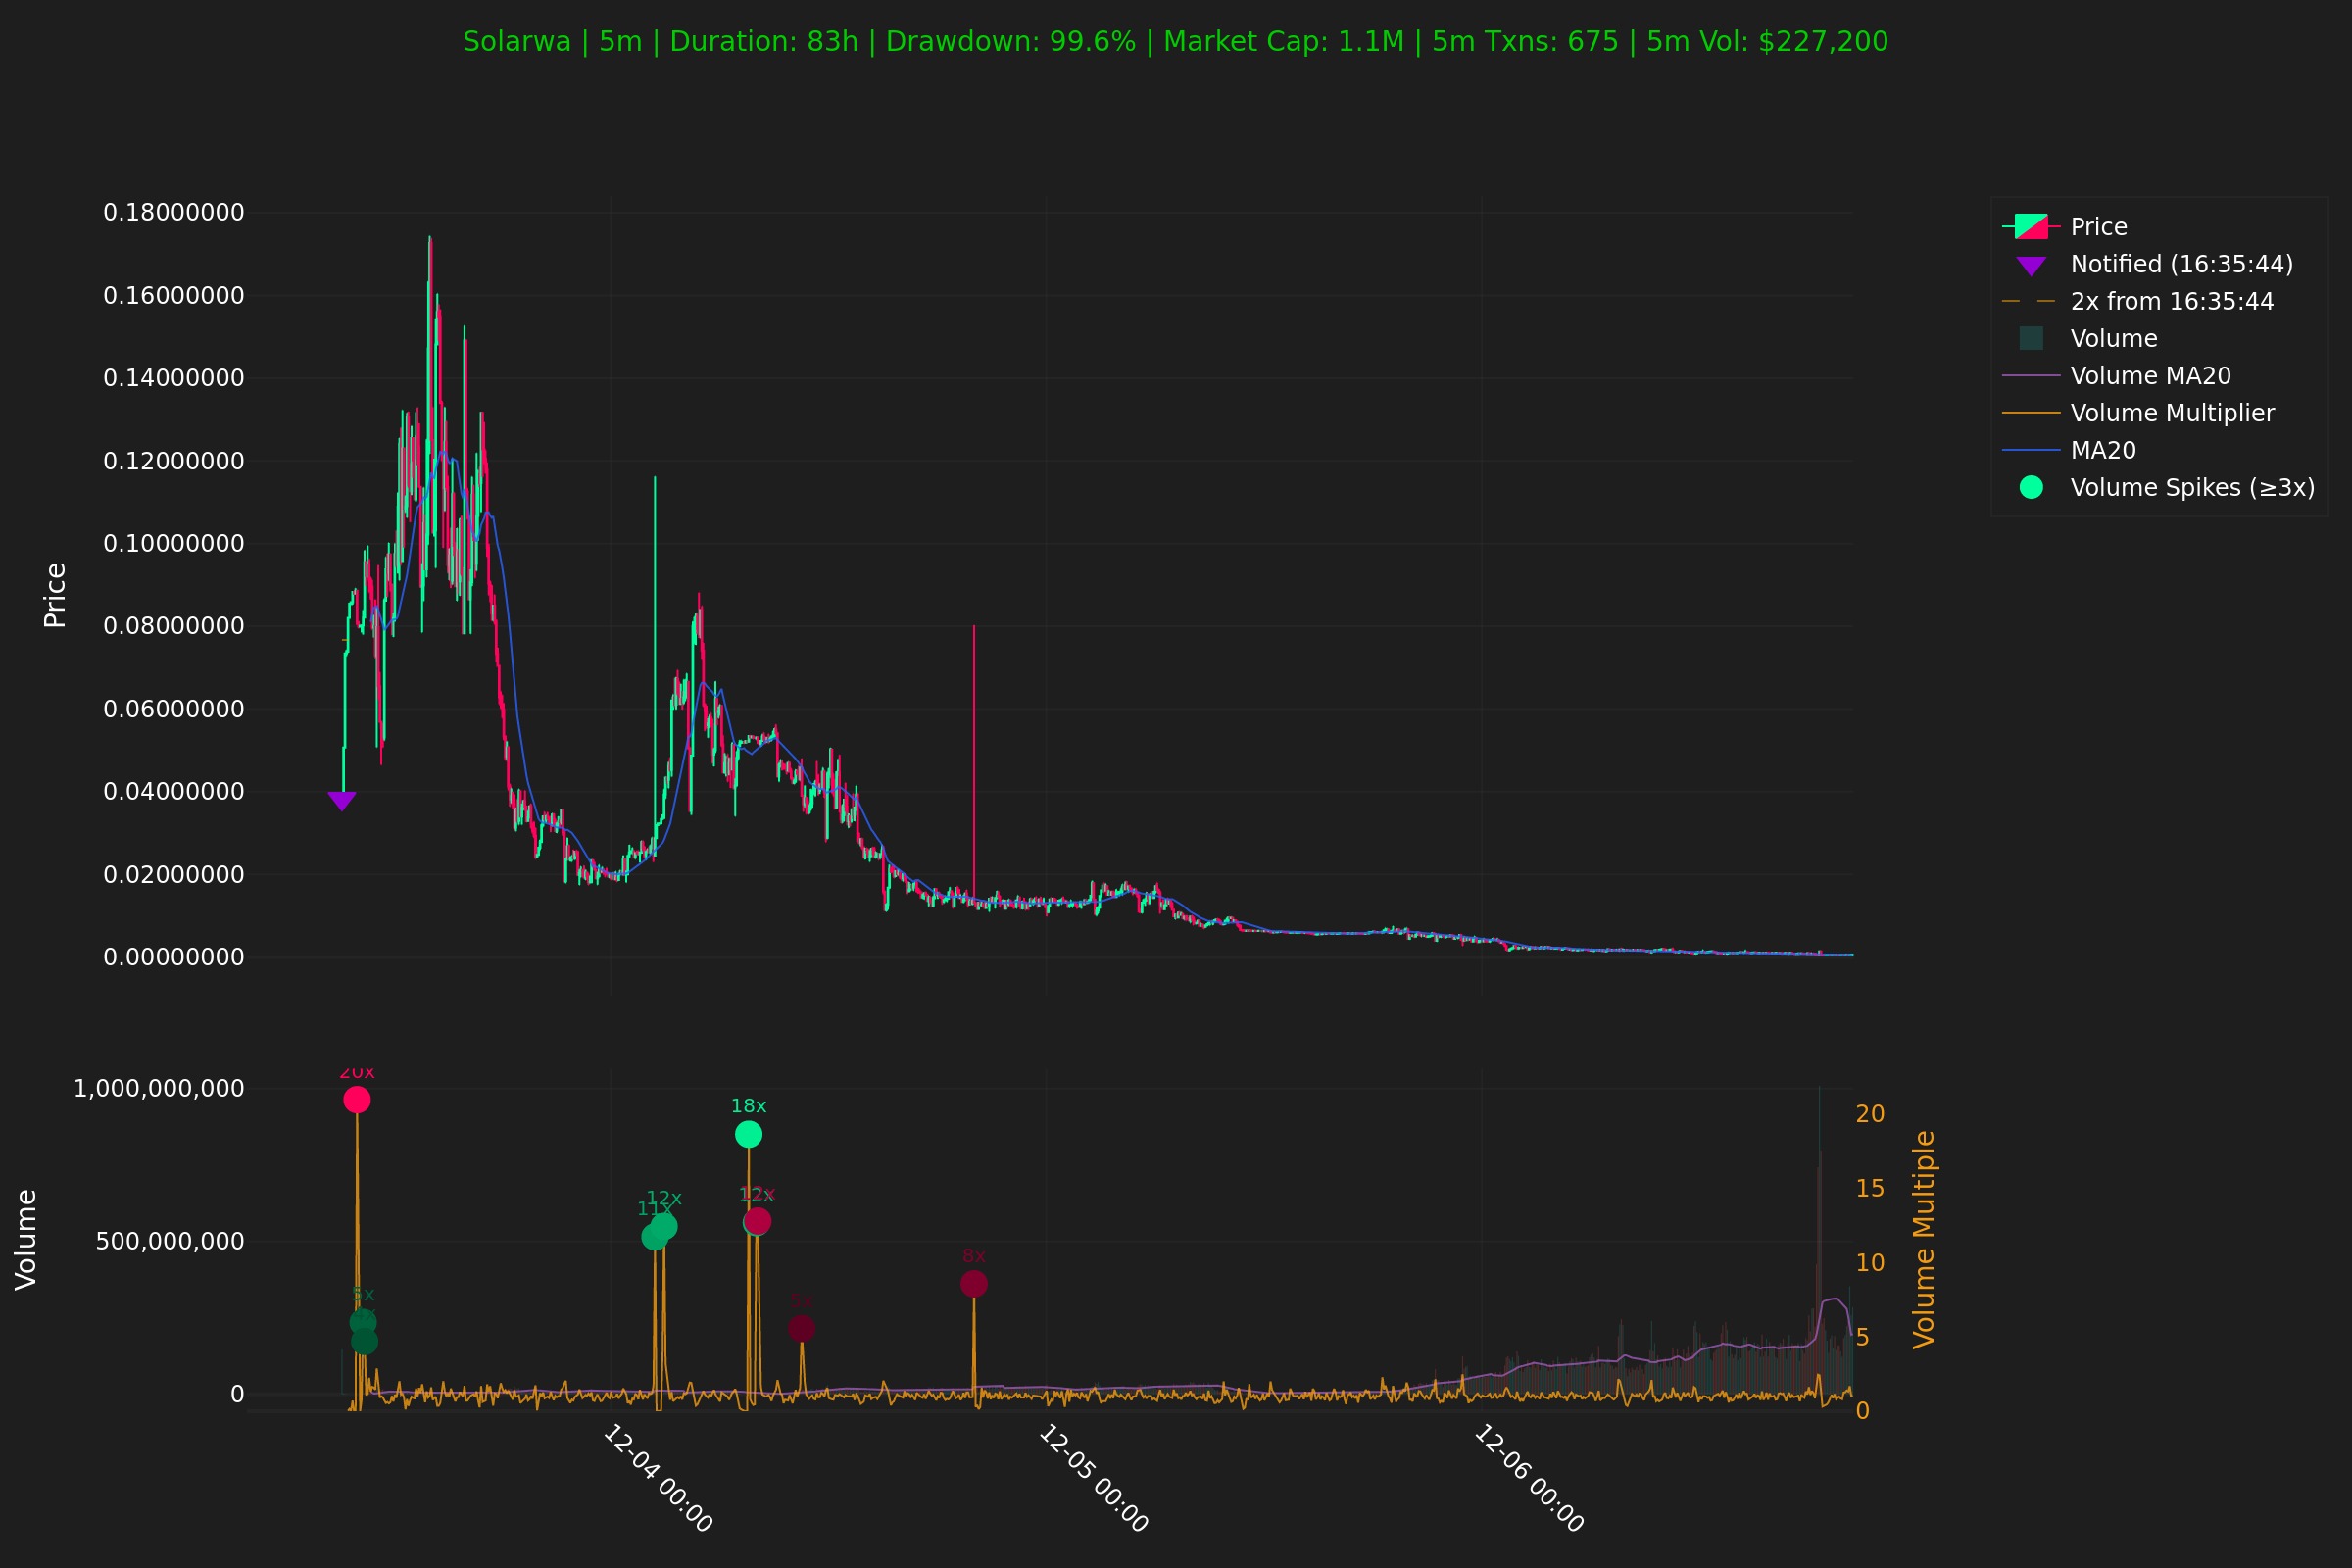 Solarwa | 5m | Duration: 83h | Drawdown: 99.6% | Market Cap: 1.1M | 5m Txns: 675 | 5m Vol: $227,200
0.18000000
0.16000000
0.14000000
0.12000000
0.10000000
0.08000000
0.06000000
0.04000000
0.02000000
0.00000000
Price
Price
Notified (16:35:44)
2x from 16:35:44
Volume
Volume MA20
Volume Multiplier
MA20
Volume Spikes (≥3x)
1,000,000,000
500,000,000
0
Volume
20x
5x
11x
12x
18x
12x
5x
8x
20
15
10
5
0
Volume Multiple
12-04 00:00
12-05 00:00
12-06 00:00